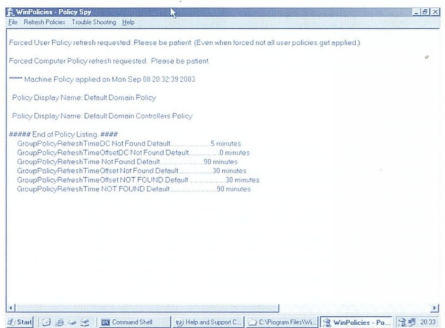 WinPolicies - Policy Spy
File Refresh Policies Trouble Shooting Help
Forced User Policy refresh requested. Please be patient. (Even when forced not all user policies get applied.)
Forced Computer Policy refresh requested. Please be patient.
***** Machine Policy applied on Mon Sep 08 20:32:39 2003
Policy Display Name: Default Domain Policy
Policy Display Name: Default Domain Controllers Policy
##### End of Policy Listing. ####
GroupPolicyRefreshTimeDC Not Found Default..................5 minutes
GroupPolicyRefreshTimeOffsetDC Not Found Default...............0 minutes
GroupPolicyRefreshTime Not Found Default...............90 minutes
GroupPolicyRefreshTimeOffset Not Found Default...............30 minutes
GroupPolicyRefreshTimeOffset NOT FOUND Default...............30 minutes
GroupPolicyRefreshTime NOT FOUND Default.....................90 minutes
Start Command Shell Help and Support C... C:\Program Files\Wi... WinPolicies - Po... 20:33